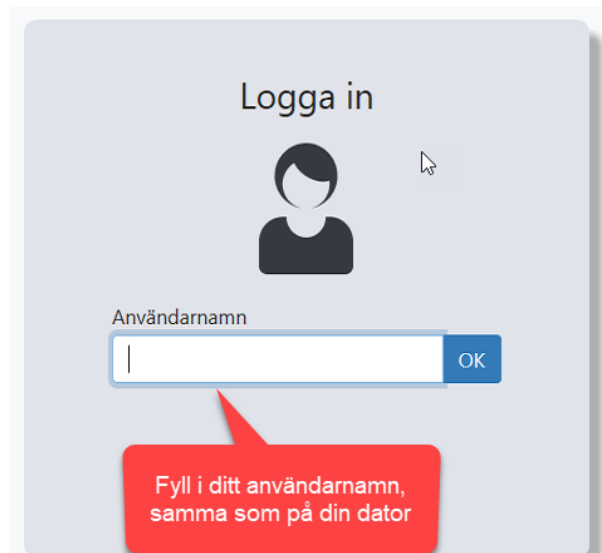 Logga in
Användarnamn
OK
Fyll i ditt användarnamn,
samma som på din dator